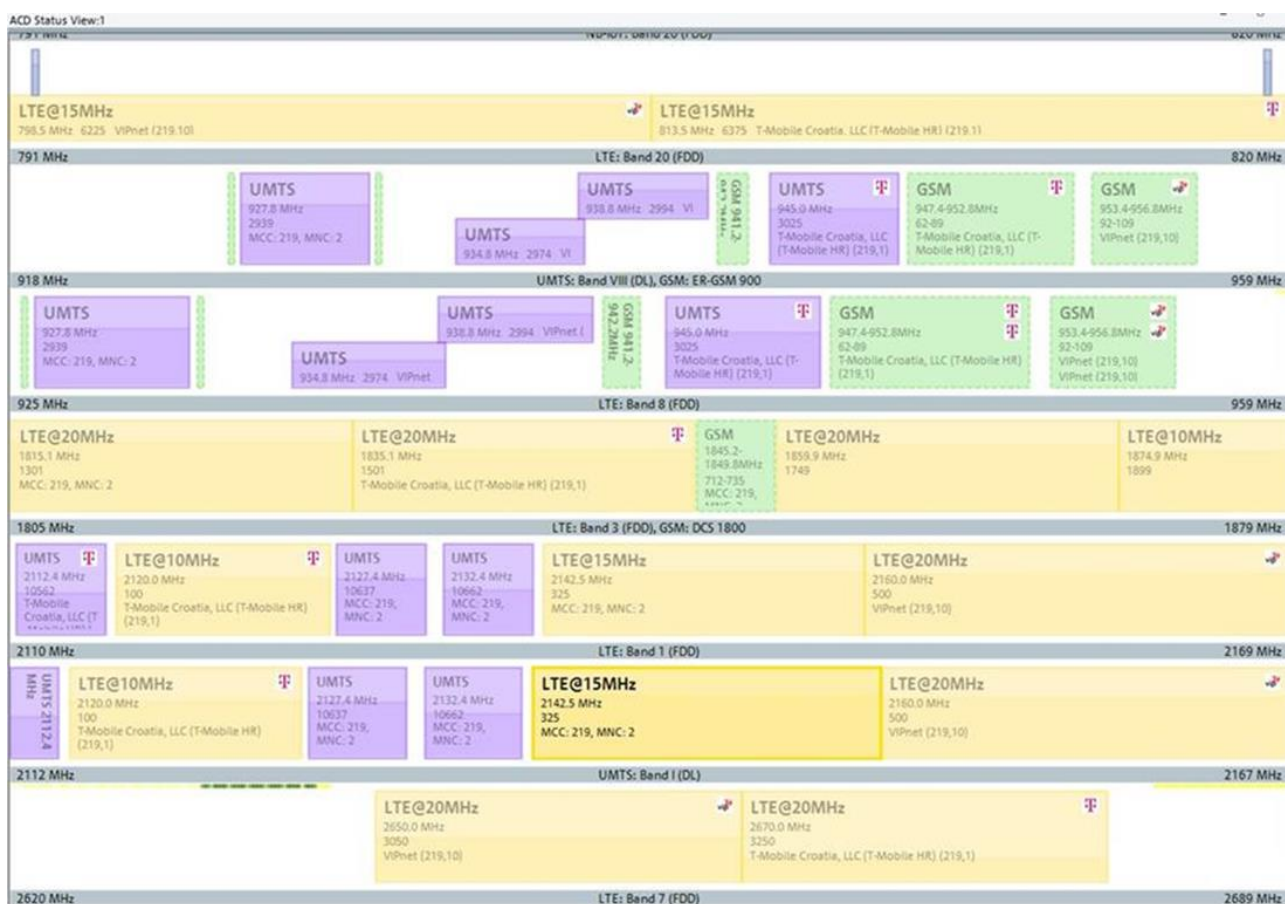 ACD Status View:1
791 MHz NB-IoT: Band 20 (FDD) 820 MHz
LTE@15MHz
798.5 MHz 6225 VIPnet (219.10)
LTE@15MHz
813.5 MHz 6375 T-Mobile Croatia. LLC (T-Mobile HR) (219.1)
791 MHz LTE: Band 20 (FDD) 820 MHz
UMTS
927.8 MHz
2939
MCC: 219, MNC: 2
UMTS
934.8 MHz 2974 VI
UMTS
938.8 MHz 2994 VI
GSM 941.2-
UMTS
945.0 MHz
3025
T-Mobile Croatia, LLC
(T-Mobile HR) (219,1)
GSM
947.4-952.8MHz
62-89
T-Mobile Croatia, LLC (T-
Mobile HR) (219,1)
GSM
953.4-956.8MHz
92-109
VIPnet (219,10)
918 MHz UMTS: Band VIII (DL), GSM: ER-GSM 900 959 MHz
UMTS
927.8 MHz
2939
MCC: 219, MNC: 2
UMTS
934.8 MHz 2974 VIPnet
UMTS
938.8 MHz 2994 VIPnet (
GSM 941.2-
942.2MHz
UMTS
945.0 MHz
3025
T-Mobile Croatia, LLC (T-
Mobile HR) (219,1)
GSM
947.4-952.8MHz
62-89
T-Mobile Croatia, LLC (T-Mobile HR)
(219,1)
GSM
953.4-956.8MHz
92-109
VIPnet (219,10)
VIPnet (219,10)
925 MHz LTE: Band 8 (FDD) 959 MHz
LTE@20MHz
1815.1 MHz
1301
MCC: 219, MNC: 2
LTE@20MHz
1835.1 MHz
1501
T-Mobile Croatia, LLC (T-Mobile HR) (219,1)
GSM
1845.2-
1849.8MHz
712-735
MCC: 219,
MNC: 2
LTE@20MHz
1859.9 MHz
1749
LTE@10MHz
1874.9 MHz
1899
1805 MHz LTE: Band 3 (FDD), GSM: DCS 1800 1879 MHz
UMTS
2112.4 MHz
10562
T-Mobile
Croatia, LLC (T
LTE@10MHz
2120.0 MHz
100
T-Mobile Croatia, LLC (T-Mobile HR)
(219,1)
UMTS
2127.4 MHz
10637
MCC: 219,
MNC: 2
UMTS
2132.4 MHz
10662
MCC: 219,
MNC: 2
LTE@15MHz
2142.5 MHz
325
MCC: 219, MNC: 2
LTE@20MHz
2160.0 MHz
500
VIPnet (219,10)
2110 MHz LTE: Band 1 (FDD) 2169 MHz
UMTS 2112.4
MHz
LTE@10MHz
2120.0 MHz
100
T-Mobile Croatia, LLC (T-Mobile HR)
(219,1)
UMTS
2127.4 MHz
10637
MCC: 219,
MNC: 2
UMTS
2132.4 MHz
10662
MCC: 219,
MNC: 2
LTE@15MHz
2142.5 MHz
325
MCC: 219, MNC: 2
LTE@20MHz
2160.0 MHz
500
VIPnet (219,10)
2112 MHz UMTS: Band I (DL) 2167 MHz
LTE@20MHz
2650.0 MHz
3050
VIPnet (219,10)
LTE@20MHz
2670.0 MHz
3250
T-Mobile Croatia, LLC (T-Mobile HR) (219,1)
2620 MHz LTE: Band 7 (FDD) 2689 MHz